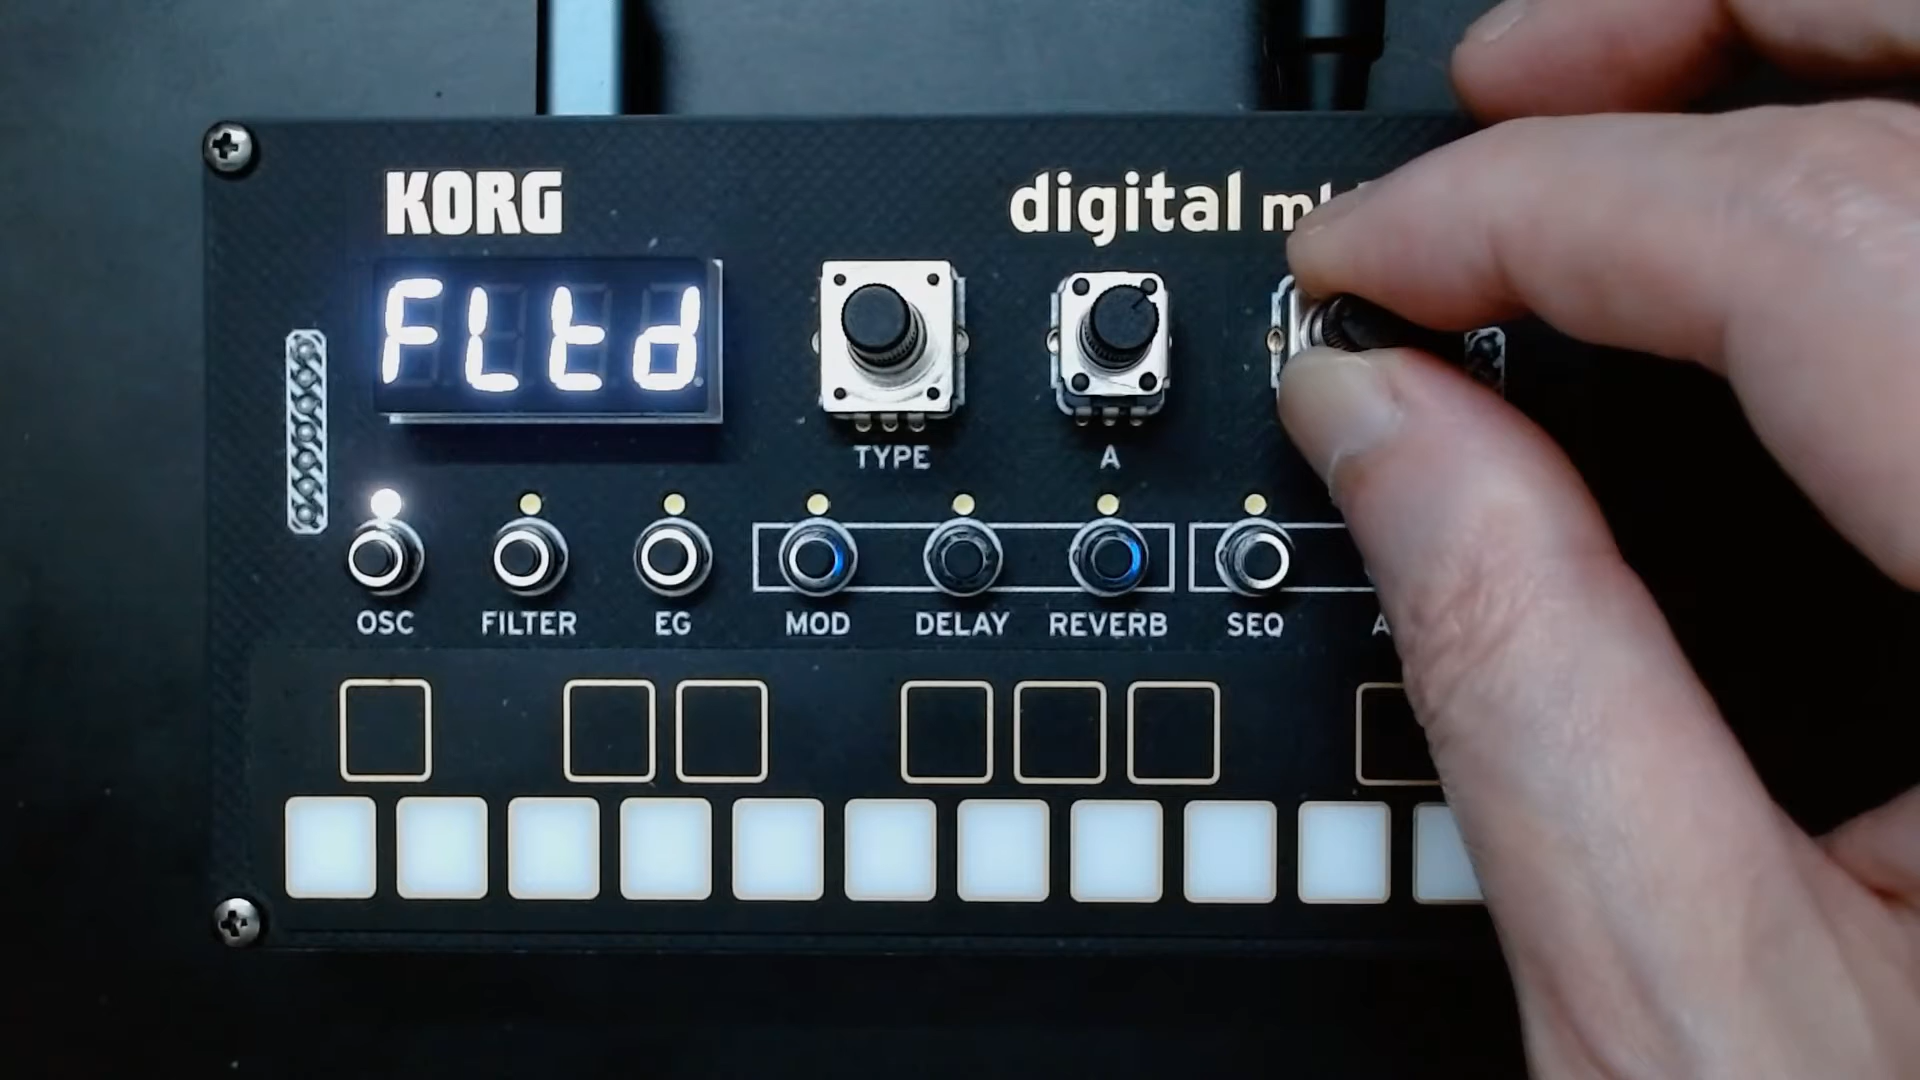 KORG
digital
FLtd
TYPE A
OSC FILTER EG MOD DELAY REVERB SEQ